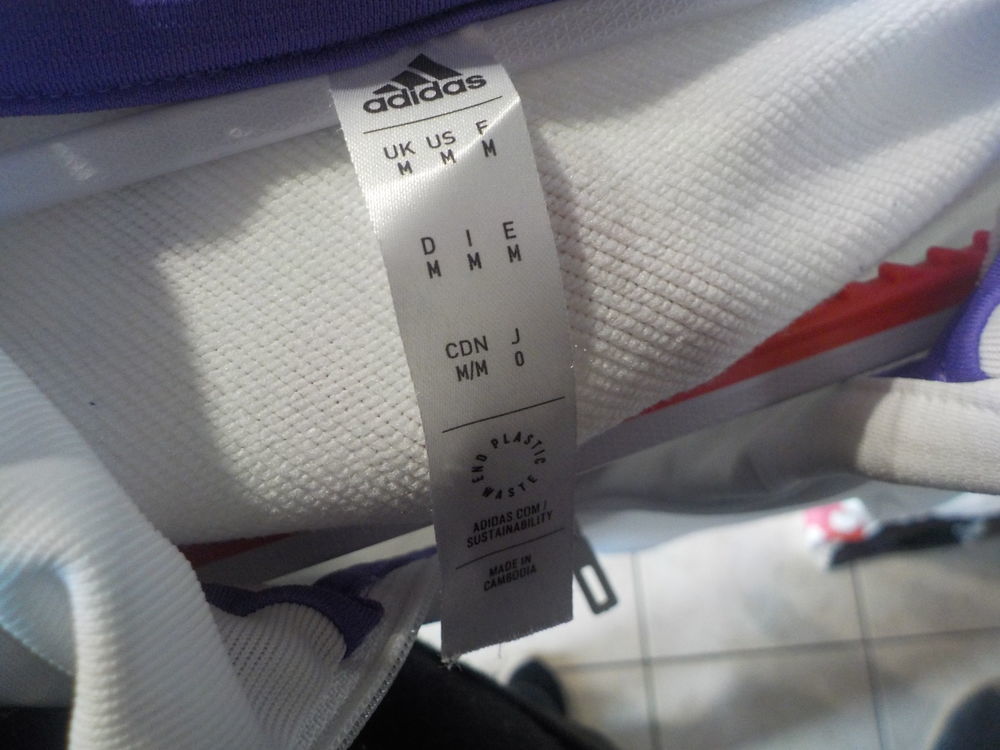 adidas
UK US F
M M M
D I E
M M M
CDN J
M/M O
END PLASTIC WASTE
ADIDAS.COM/
SUSTAINABILITY
MADE IN
CAMBODIA